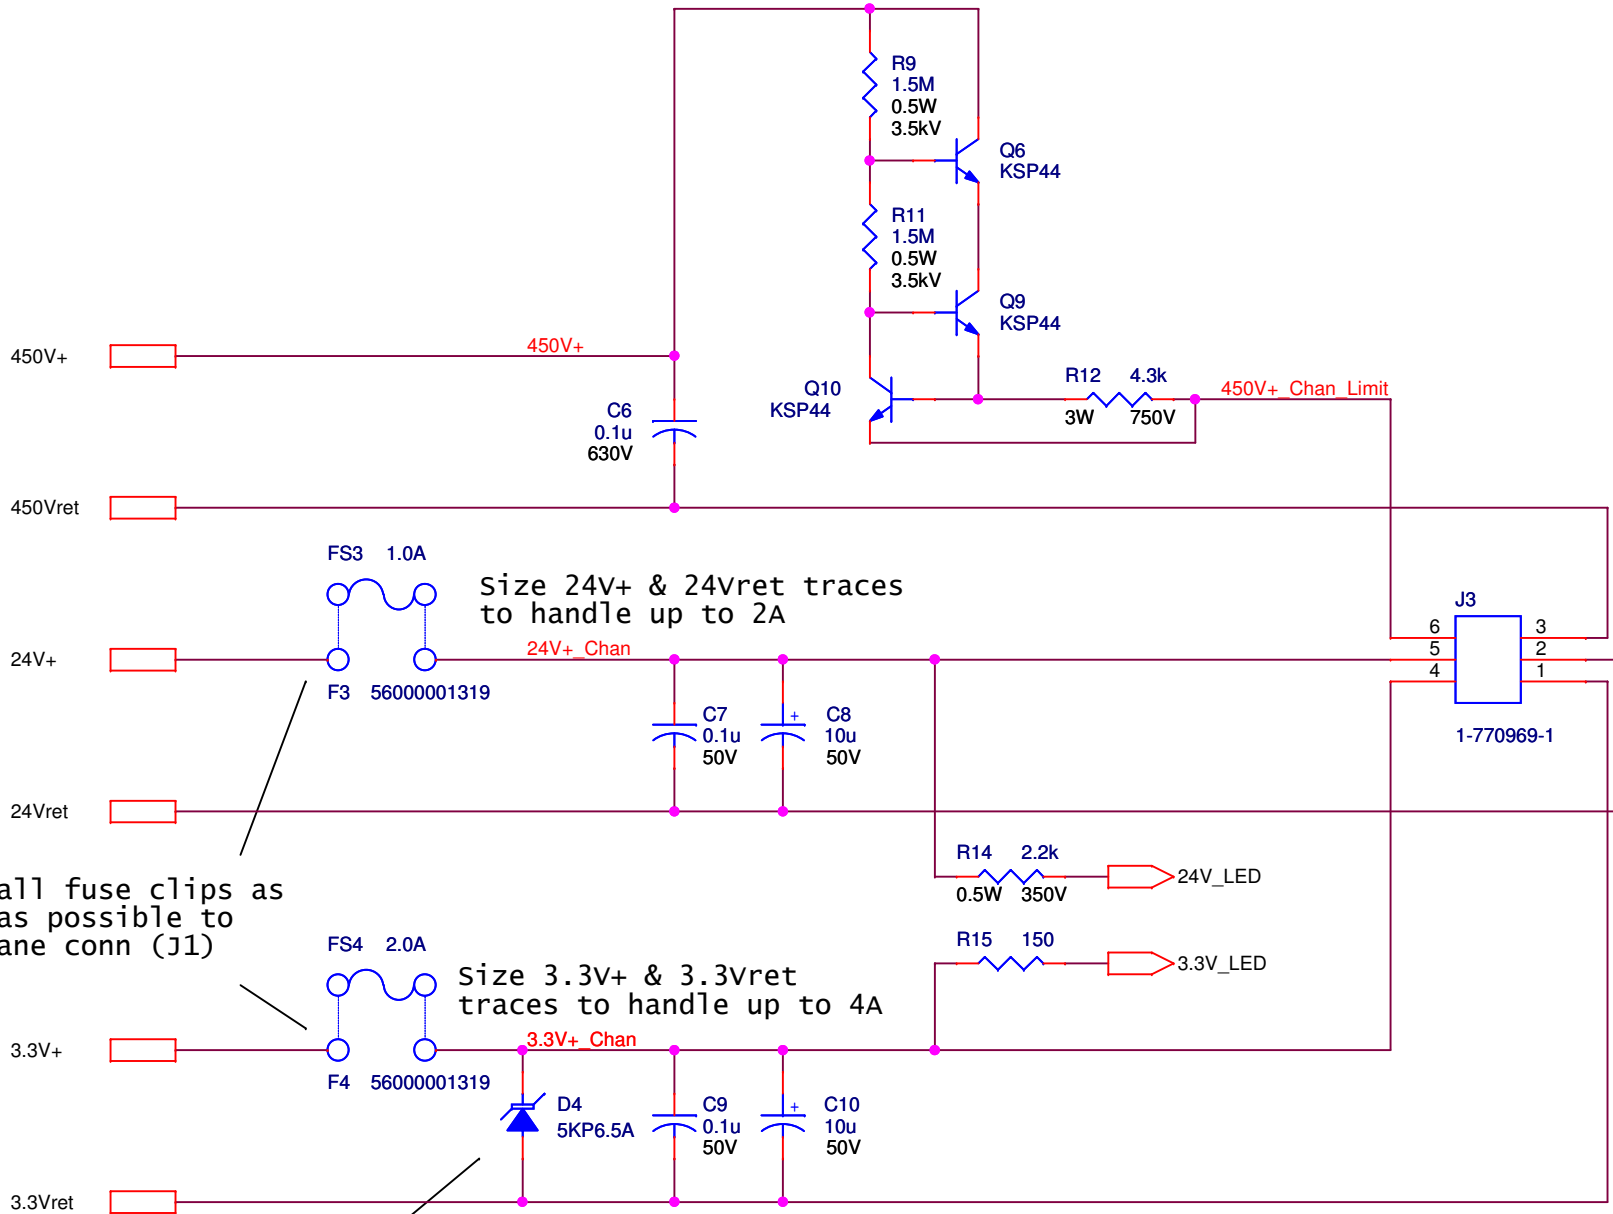 R9
1.5M
0.5W
3.5kV
Q6
KSP44
R11
1.5M
0.5W
3.5kV
Q9
KSP44
450V+
450V+
Q10
KSP44
R12 4.3k
3W 750V
450V+_Chan_Limit
C6
0.1u
630V
450Vret
FS3 1.0A
Size 24V+ & 24Vret traces
to handle up to 2A
24V+
24V+_Chan
F3 56000001319
J3
6 3
5 2
4 1
1-770969-1
C7
0.1u
50V
+ C8
10u
50V
24Vret
R14 2.2k
0.5W 350V
24V_LED
all fuse clips as
as possible to
ane conn (J1)
R15 150
3.3V_LED
FS4 2.0A
Size 3.3V+ & 3.3Vret
traces to handle up to 4A
3.3V+
3.3V+_Chan
F4 56000001319
D4
5KP6.5A
C9
0.1u
50V
+ C10
10u
50V
3.3Vret